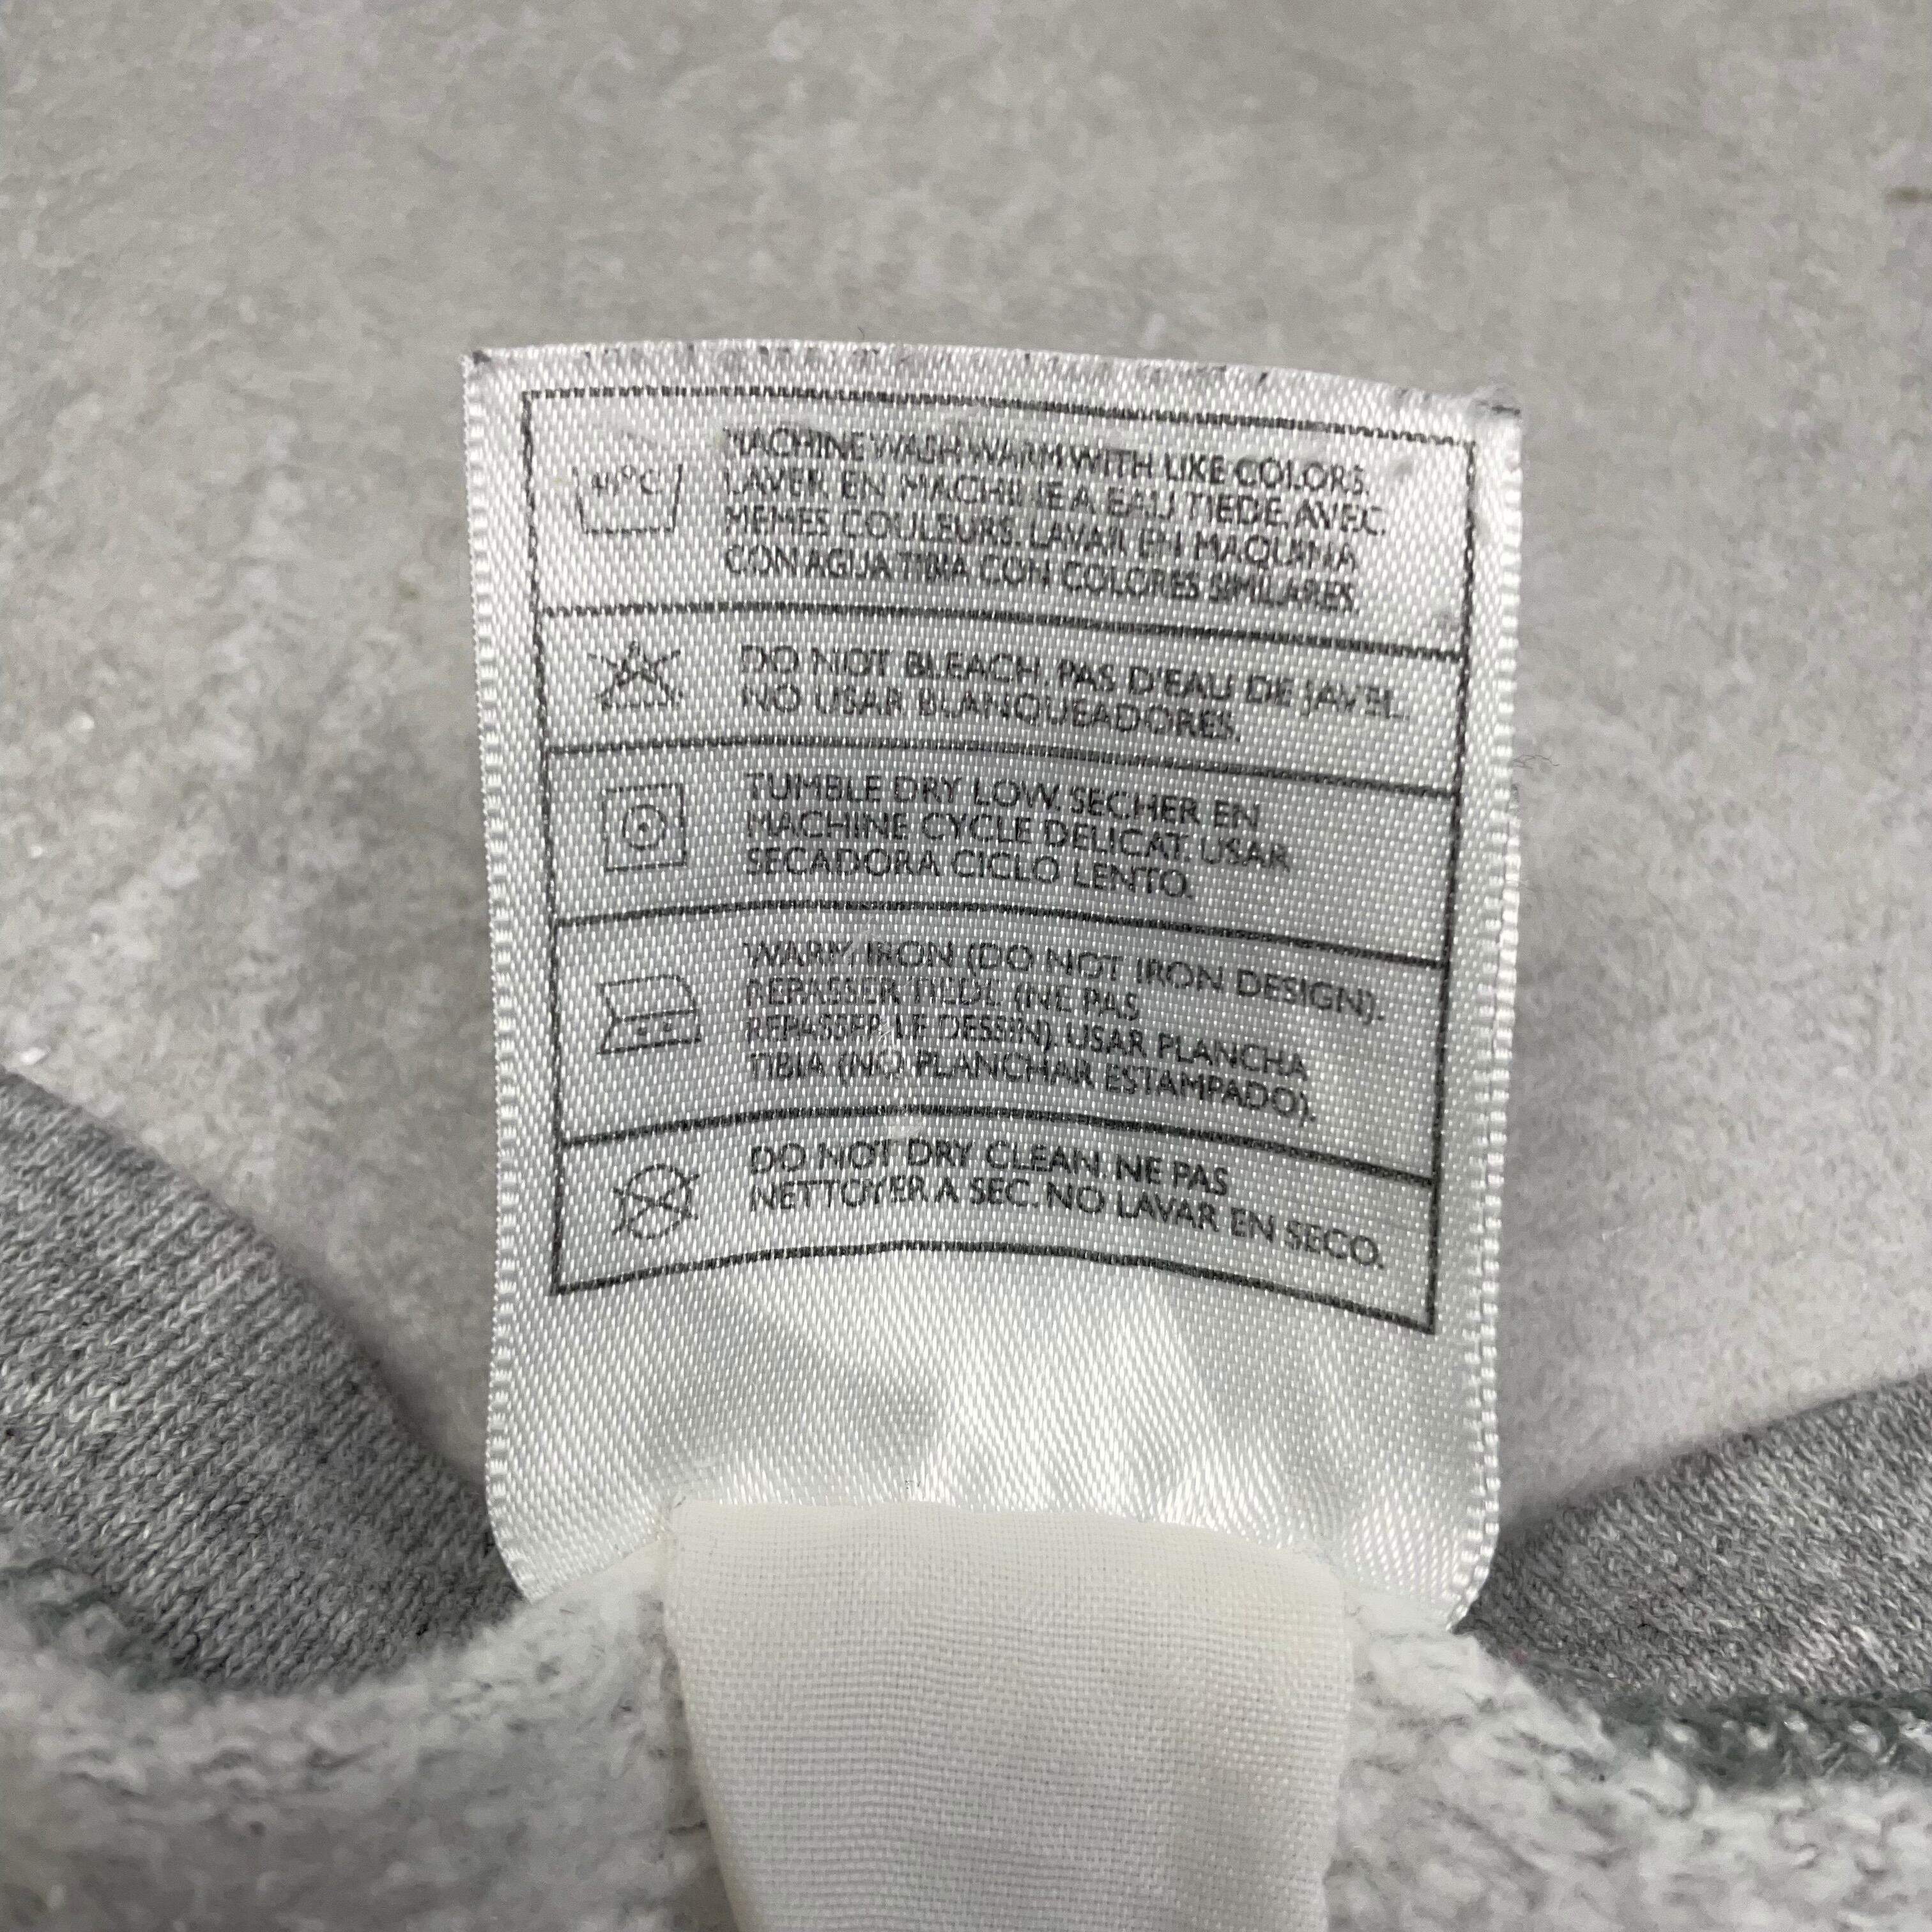 40°C
MACHINE WASH WARM WITH LIKE COLORS.
LAVER EN MACHINE A EAU TIEDE, AVEC
MEMES COULEURS. LAVAR EN MAQUINA
CON AGUA TIBIA CON COLORES SIMILARES.
DO NOT BLEACH. PAS D'EAU DE JAVEL.
NO USAR BLANQUEADORES.
TUMBLE DRY LOW. SECHER EN
MACHINE CYCLE DELICAT. USAR
SECADORA CICLO LENTO.
WARM IRON (DO NOT IRON DESIGN).
REPASSER TIEDE (NE PAS
REPASSER LE DESSIN). USAR PLANCHA
TIBIA (NO PLANCHAR ESTAMPADO).
DO NOT DRY CLEAN. NE PAS
NETTOYER A SEC. NO LAVAR EN SECO.